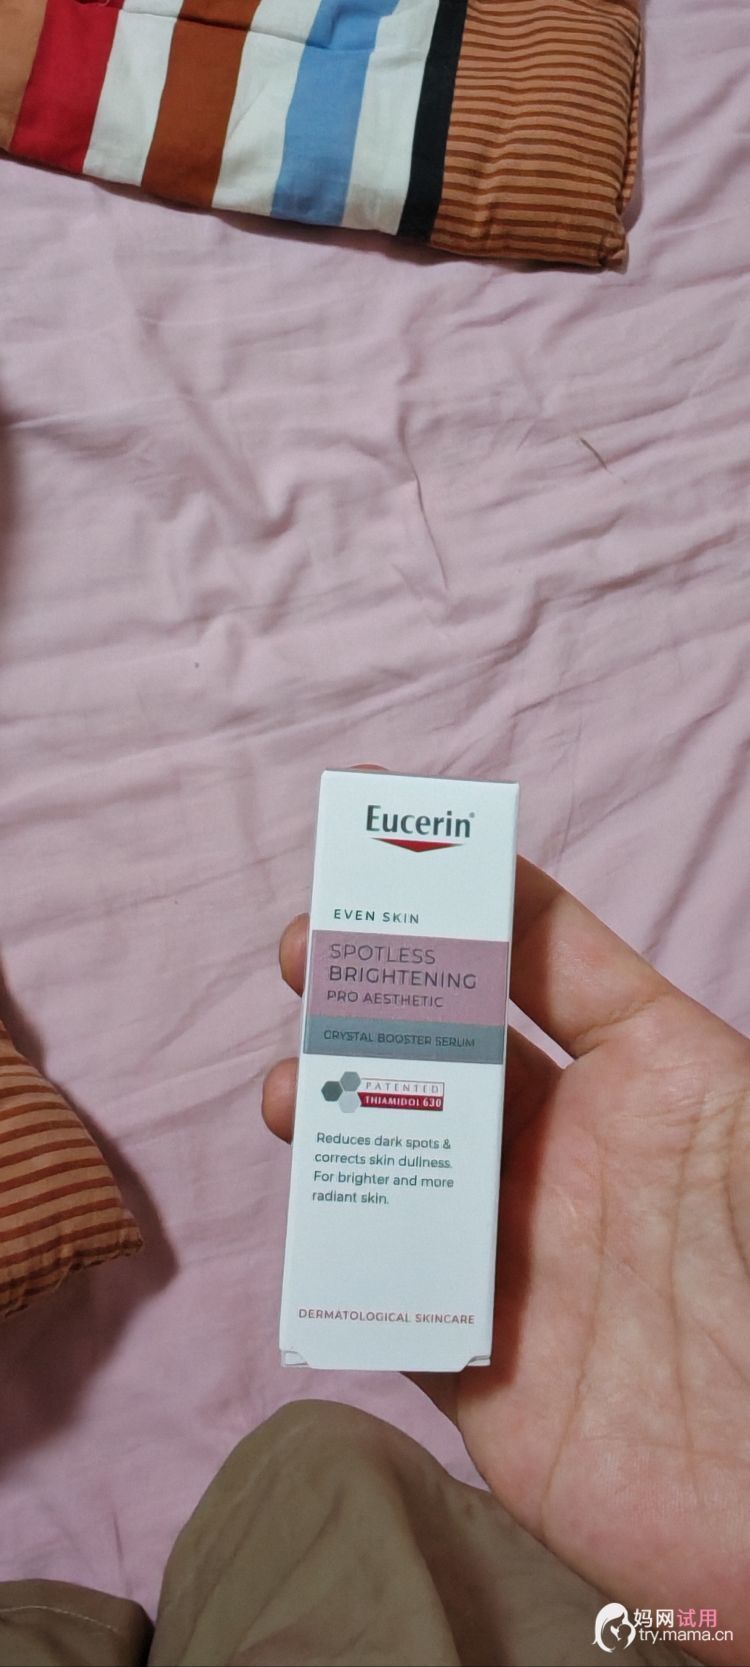 Eucerin®
EVEN SKIN
SPOTLESS
BRIGHTENING
PRO AESTHETIC
CRYSTAL BOOSTER SERUM
PATENTED
THIAMIDOL 630
Reduces dark spots &
corrects skin dullness.
For brighter and more
radiant skin.
DERMATOLOGICAL SKINCARE
妈网试用
try.mama.cn